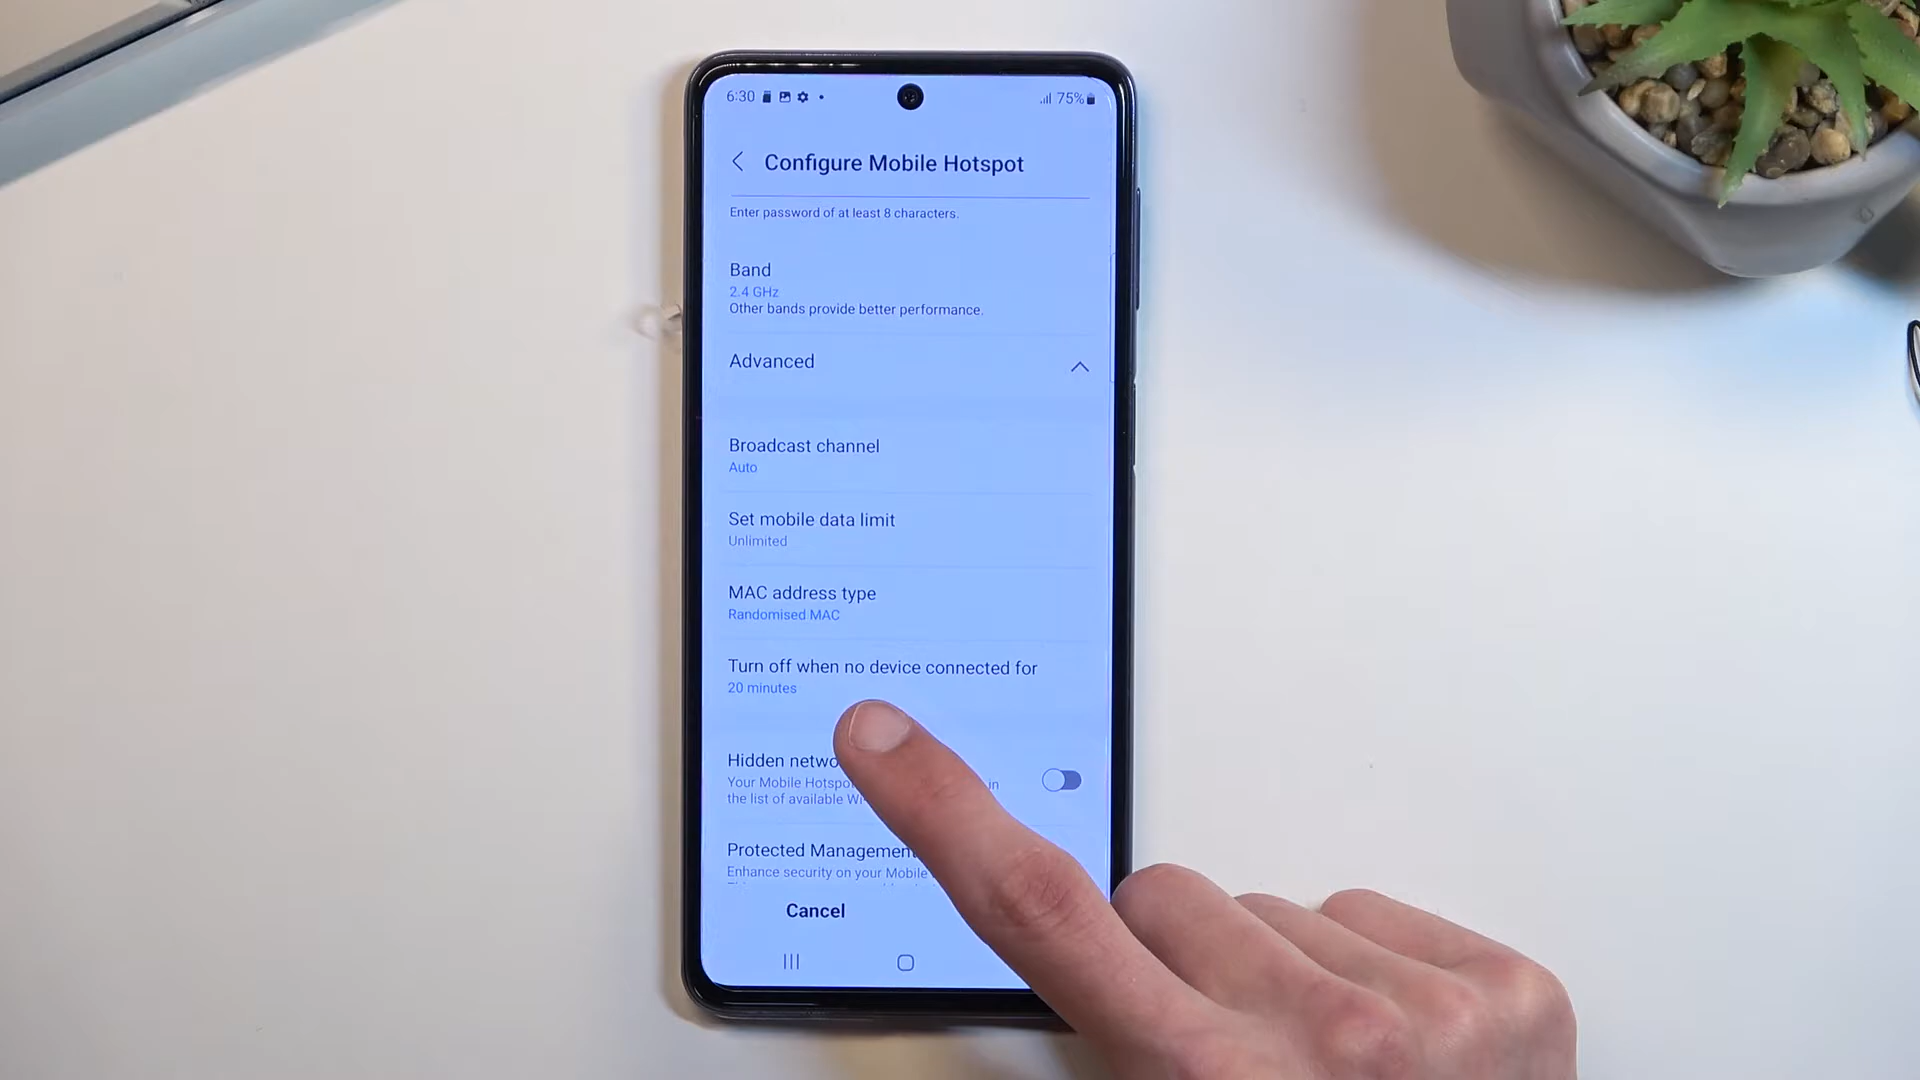 6:30
75%
Configure Mobile Hotspot
Enter password of at least 8 characters.
Band
2.4 GHz
Other bands provide better performance.
Advanced
Broadcast channel
Auto
Set mobile data limit
Unlimited
MAC address type
Randomised MAC
Turn off when no device connected for
20 minutes
Hidden netwo
Your Mobile Hotspot in
the list of available Wi-
Protected Management
Enhance security on your Mobile
Cancel